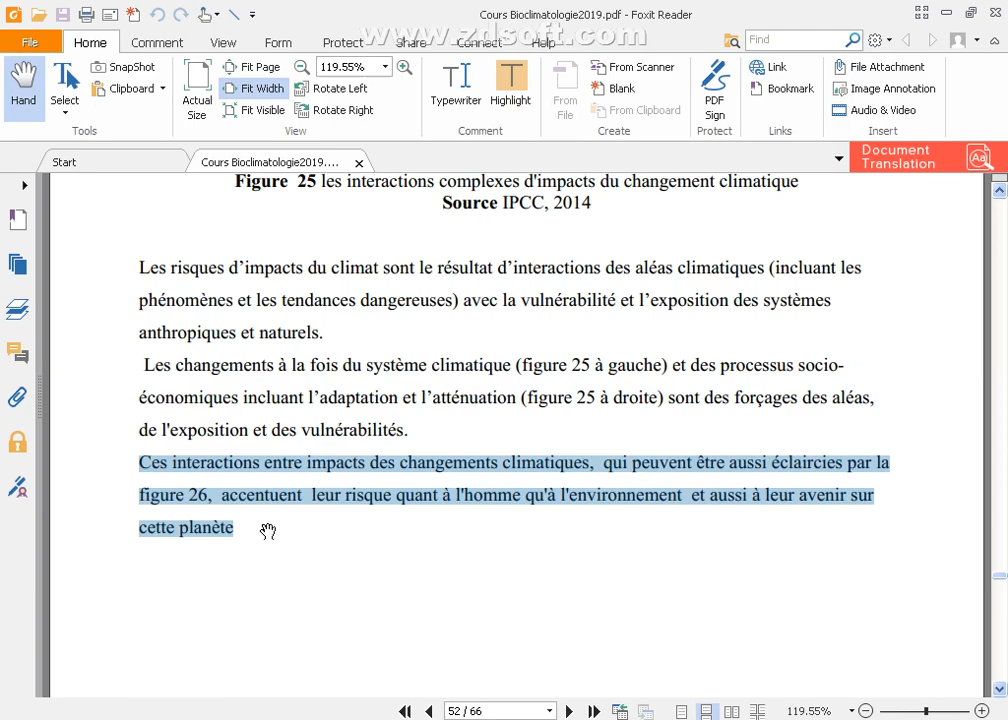 Cours Bioclimatologie2019.pdf - Foxit Reader
File Home Comment View Form Protect Share Connect Help Find
www.zdsoft.com
Hand Select SnapShot Clipboard Actual Size Fit Page Fit Width Fit Visible 119.55% Rotate Left Rotate Right Typewriter Highlight From File From Scanner Blank From Clipboard PDF Sign Link Bookmark File Attachment Image Annotation Audio & Video
Tools View Comment Create Protect Links Insert
Start Cours Bioclimatologie2019.... Document Translation
Figure 25 les interactions complexes d'impacts du changement climatique
Source IPCC, 2014
Les risques d’impacts du climat sont le résultat d’interactions des aléas climatiques (incluant les
phénomènes et les tendances dangereuses) avec la vulnérabilité et l’exposition des systèmes
anthropiques et naturels.
Les changements à la fois du système climatique (figure 25 à gauche) et des processus socio-
économiques incluant l’adaptation et l’atténuation (figure 25 à droite) sont des forçages des aléas,
de l'exposition et des vulnérabilités.
Ces interactions entre impacts des changements climatiques, qui peuvent être aussi éclaircies par la
figure 26, accentuent leur risque quant à l'homme qu'à l'environnement et aussi à leur avenir sur
cette planète
52 / 66 119.55%